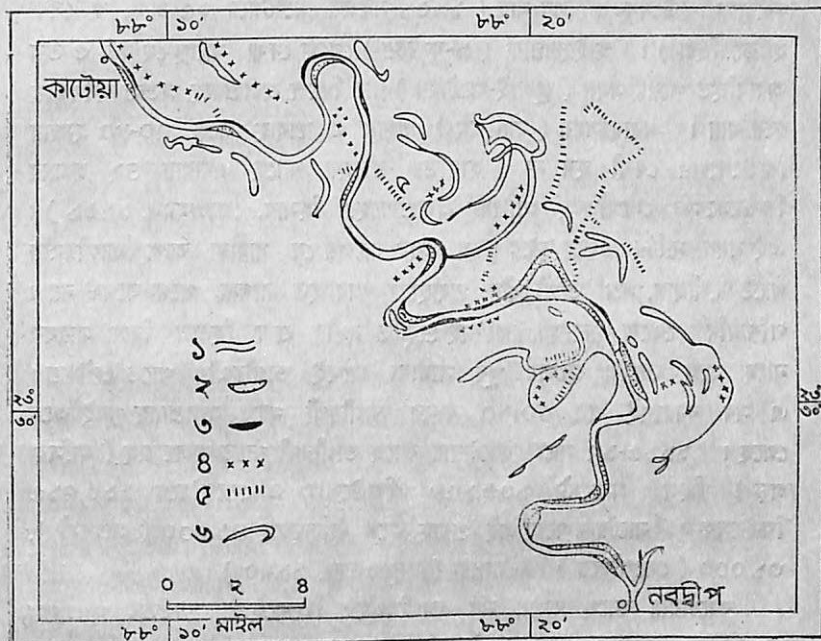 ৮৮° ১০' ৮৮° ২০'
কাটোয়া
২৩° ৩০' ২৩° ৩০'
১
২
৩
৪
৫
৬
০ ২ ৪
নবদ্বীপ
৮৮° ১০' মাইল ৮৮° ২০'